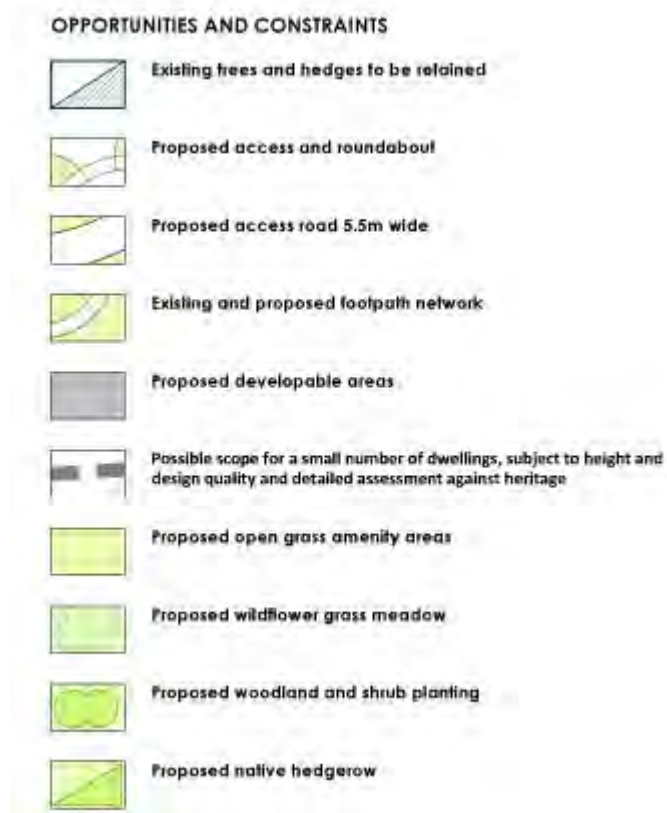 OPPORTUNITIES AND CONSTRAINTS
Existing trees and hedges to be retained
Proposed access and roundabout
Proposed access road 5.5m wide
Existing and proposed footpath network
Proposed developable areas
Possible scope for a small number of dwellings, subject to height and
design quality and detailed assessment against heritage
Proposed open grass amenity areas
Proposed wildflower grass meadow
Proposed woodland and shrub planting
Proposed native hedgerow